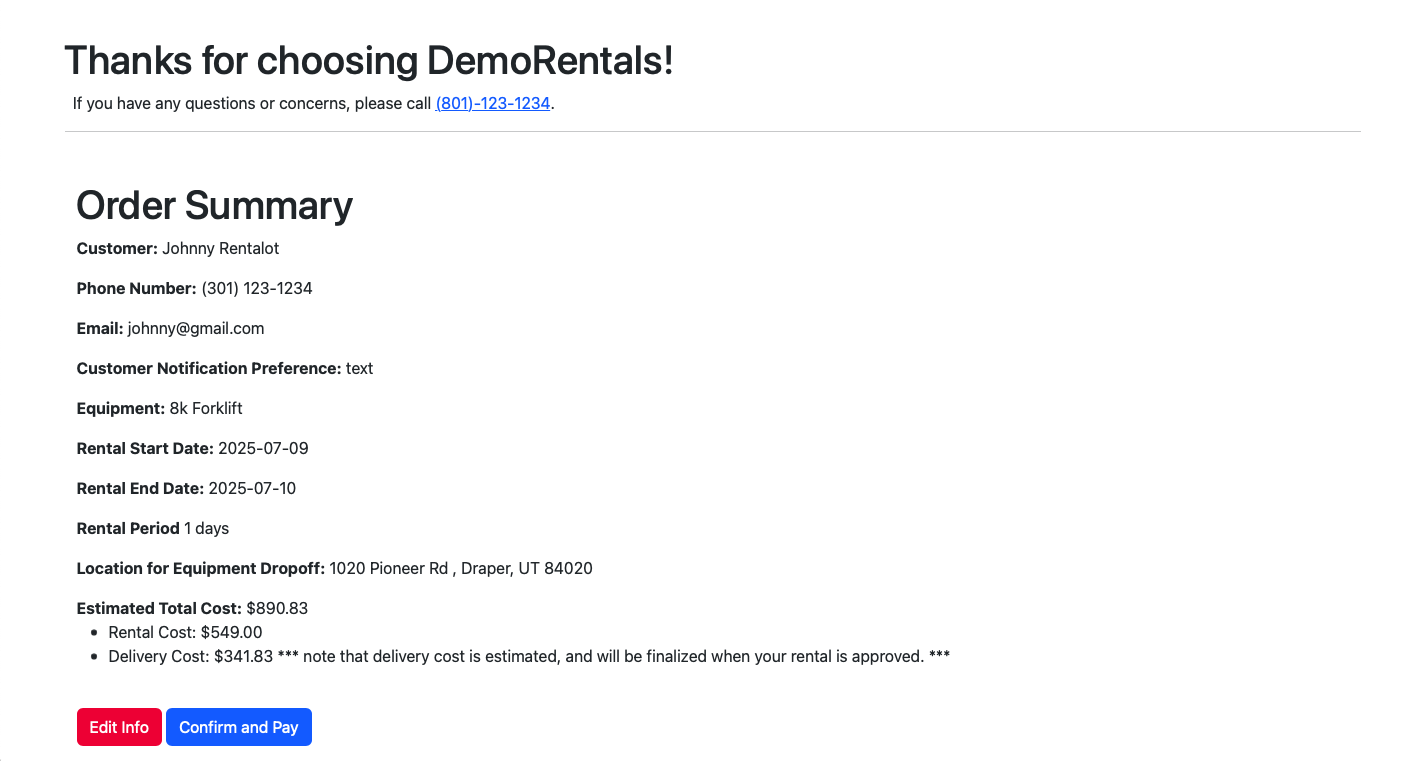 Thanks for choosing DemoRentals!
If you have any questions or concerns, please call (801)-123-1234.
Order Summary
Customer: Johnny Rentalot
Phone Number: (301) 123-1234
Email: johnny@gmail.com
Customer Notification Preference: text
Equipment: 8k Forklift
Rental Start Date: 2025-07-09
Rental End Date: 2025-07-10
Rental Period 1 days
Location for Equipment Dropoff: 1020 Pioneer Rd , Draper, UT 84020
Estimated Total Cost: $890.83
• Rental Cost: $549.00
• Delivery Cost: $341.83 *** note that delivery cost is estimated, and will be finalized when your rental is approved. ***
Edit Info Confirm and Pay